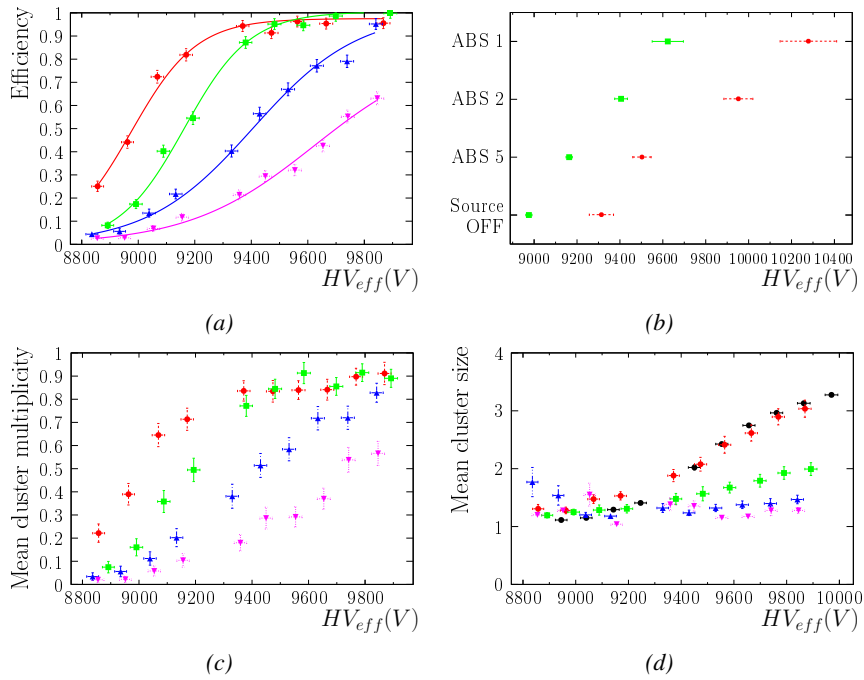 Efficiency
1
0.9
0.8
0.7
0.6
0.5
0.4
0.3
0.2
0.1
0
8800 9000 9200 9400 9600 9800
HV_eff(V)
(a)
ABS 1
ABS 2
ABS 5
Source
OFF
9000 9200 9400 9600 9800 10000 10200 10400
HV_eff(V)
(b)
Mean cluster multiplicity
1
0.9
0.8
0.7
0.6
0.5
0.4
0.3
0.2
0.1
0
8800 9000 9200 9400 9600 9800
HV_eff(V)
(c)
Mean cluster size
4
3
2
1
0
8800 9000 9200 9400 9600 9800 10000
HV_eff(V)
(d)